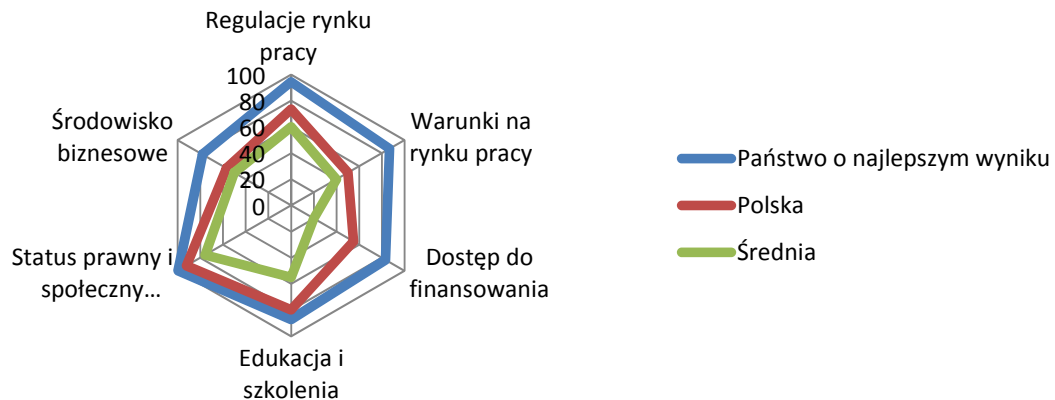 Regulacje rynku
pracy
100
80
60
40
20
0
Warunki na
rynku pracy
Dostęp do
finansowania
Edukacja i
szkolenia
Status prawny i
społeczny...
Środowisko
biznesowe
Państwo o najlepszym wyniku
Polska
Średnia